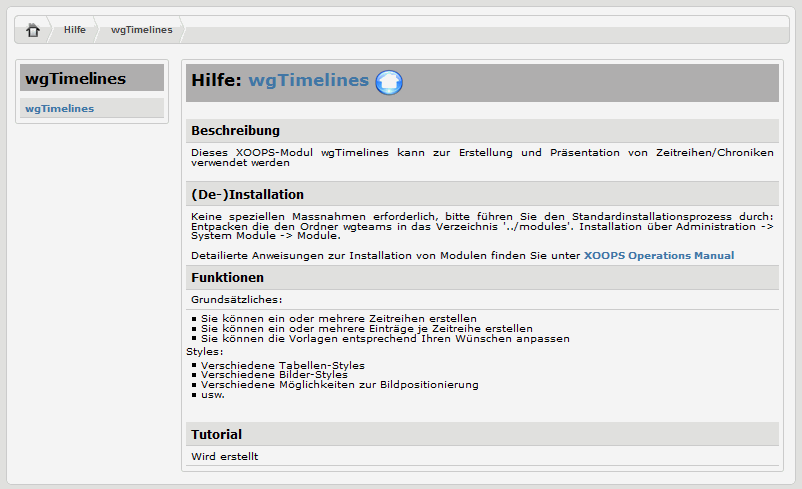 Hilfe
wgTimelines
wgTimelines
wgTimelines
Hilfe: wgTimelines
Beschreibung
Dieses XOOPS-Modul wgTimelines kann zur Erstellung und Präsentation von Zeitreihen/Chroniken
verwendet werden
(De-)Installation
Keine speziellen Massnahmen erforderlich, bitte führen Sie den Standardinstallationsprozess durch:
Entpacken die den Ordner wgteams in das Verzeichnis '../modules'. Installation über Administration ->
System Module -> Module.
Detailierte Anweisungen zur Installation von Modulen finden Sie unter XOOPS Operations Manual
Funktionen
Grundsätzliches:
Sie können ein oder mehrere Zeitreihen erstellen
Sie können ein oder mehrere Einträge je Zeitreihe erstellen
Sie können die Vorlagen entsprechend Ihren Wünschen anpassen
Styles:
Verschiedene Tabellen-Styles
Verschiedene Bilder-Styles
Verschiedene Möglichkeiten zur Bildpositionierung
usw.
Tutorial
Wird erstellt